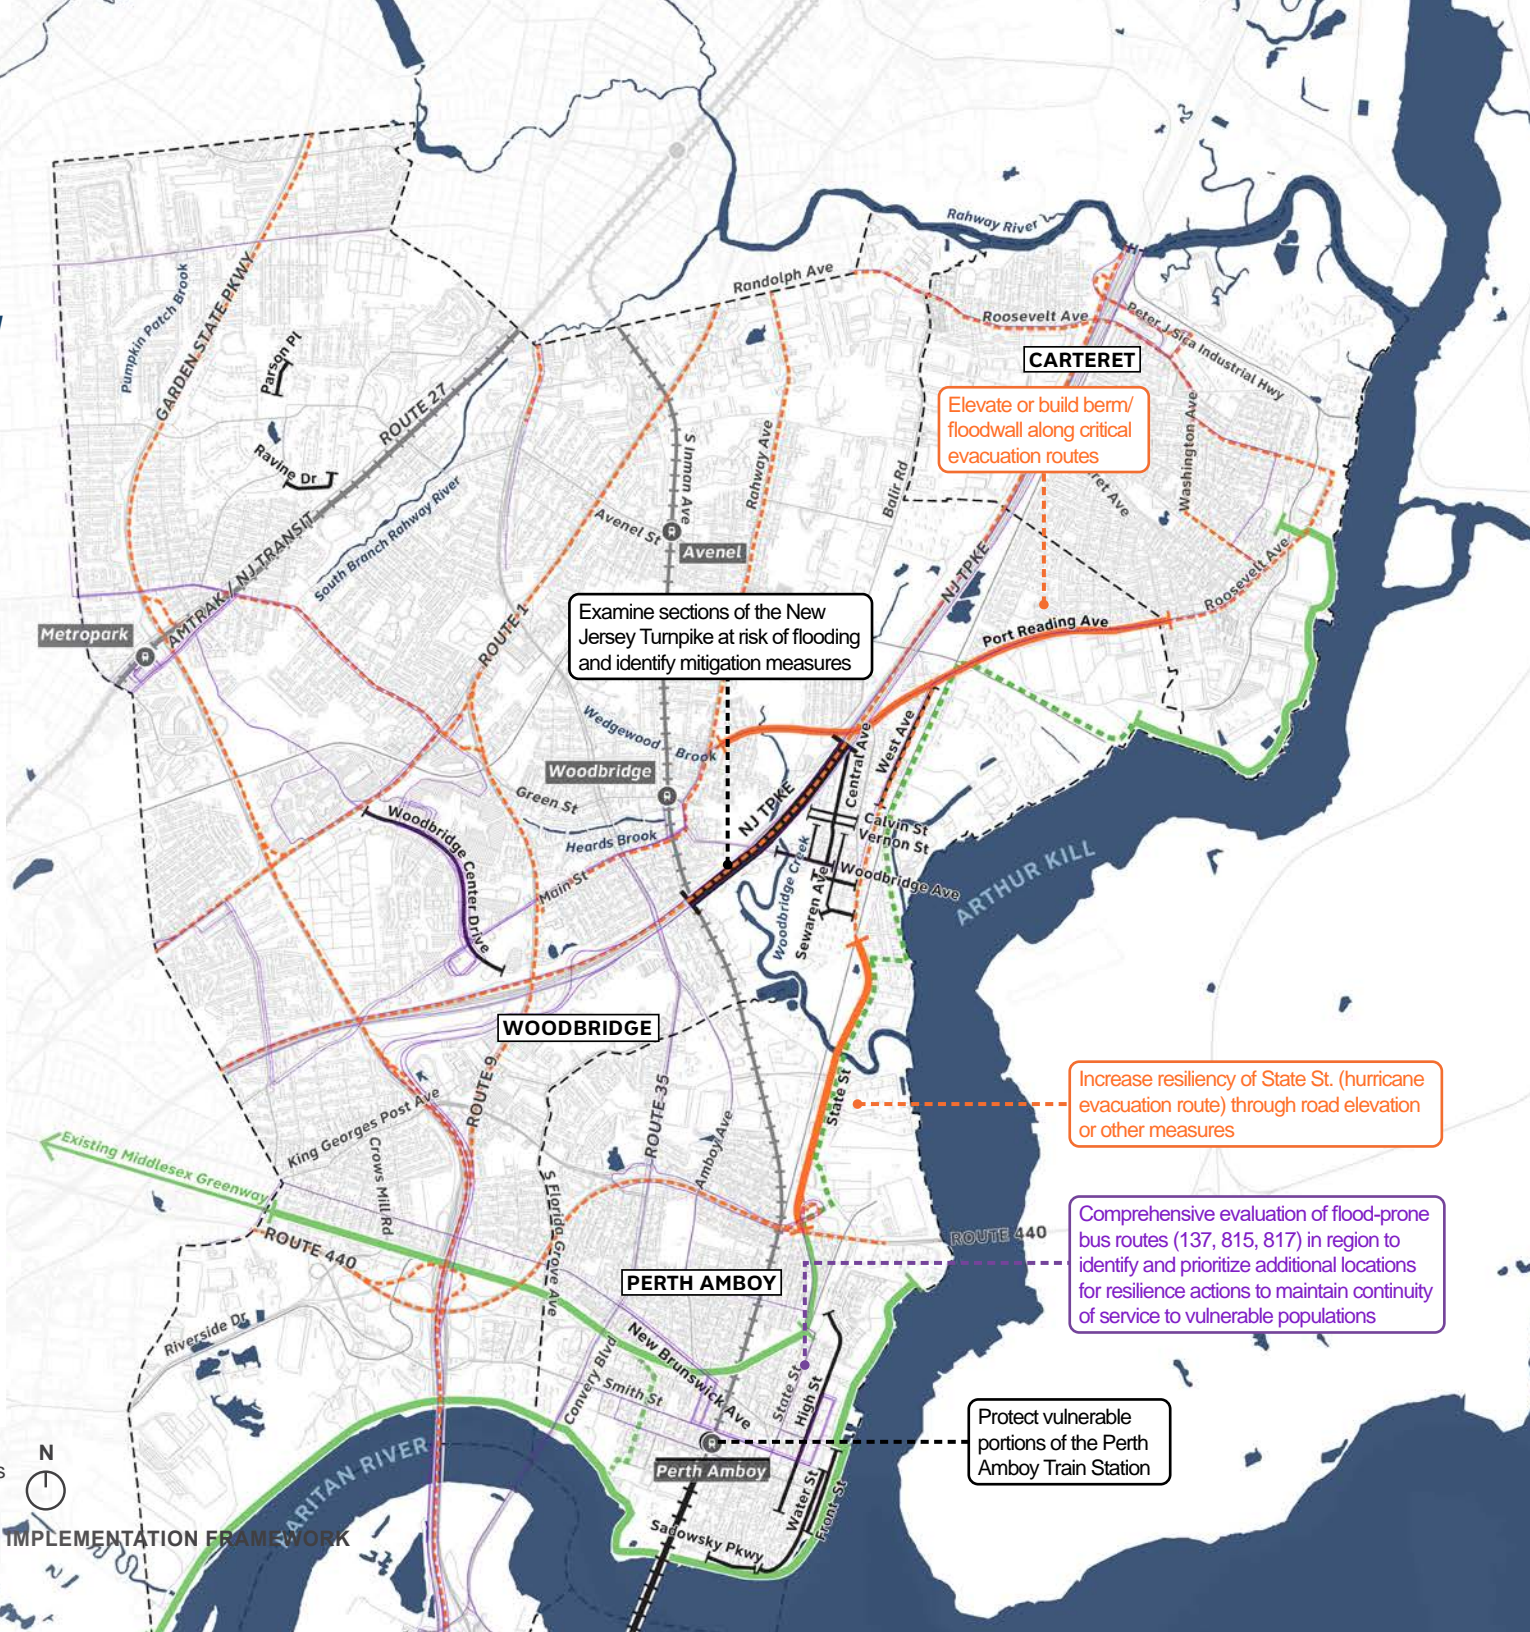 Rahway River
Randolph Ave
Roosevelt Ave
Peter J Sica Industrial Hwy
CARTERET
Pumpkin Patch Brook
GARDEN STATE PKWY
Parson Pl
ROUTE 27
Ravine Dr
South Branch Rahway River
AMTRAK / NJ TRANSIT
Metropark
S Inman Ave
Rahway Ave
Avenel St
Avenel
Balir Rd
Washington Ave
Elevate or build berm/
floodwall along critical
evacuation routes
ret Ave
NJ TPKE
Roosevelt Ave
Port Reading Ave
ROUTE 1
Examine sections of the New
Jersey Turnpike at risk of flooding
and identify mitigation measures
Wedgewood Brook
Woodbridge
Green St
Heards Brook
NJ TPKE
Central Ave
West Ave
Calvin St
Vernon St
Woodbridge Ave
Woodbridge Creek
Sewaren Ave
Woodbridge Center Drive
Main St
ARTHUR KILL
WOODBRIDGE
ROUTE 9
ROUTE 35
Amboy Ave
State St
King Georges Post Ave
Crows Mill Rd
Existing Middlesex Greenway
ROUTE 440
S Florida Grove Ave
Increase resiliency of State St. (hurricane
evacuation route) through road elevation
or other measures
ROUTE 440
Comprehensive evaluation of flood-prone
bus routes (137, 815, 817) in region to
identify and prioritize additional locations
for resilience actions to maintain continuity
of service to vulnerable populations
PERTH AMBOY
Riverside Dr
New Brunswick Ave
Convery Blvd
Smith St
State St
High St
Protect vulnerable
portions of the Perth
Amboy Train Station
Perth Amboy
Water St
Front St
Sadowsky Pkwy
RARITAN RIVER
N
s
IMPLEMENTATION FRAMEWORK